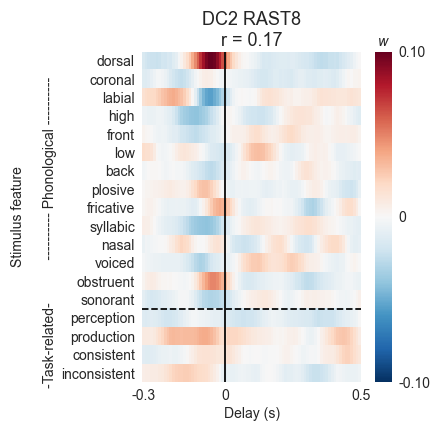 DC2 RAST8
r = 0.17
w
dorsal
coronal
labial
high
front
low
back
plosive
fricative
syllabic
nasal
voiced
obstruent
sonorant
perception
production
consistent
inconsistent
Stimulus feature
---------- Phonological ----------
-Task-related-
-0.3
0
0.5
Delay (s)
0.10
0
-0.10